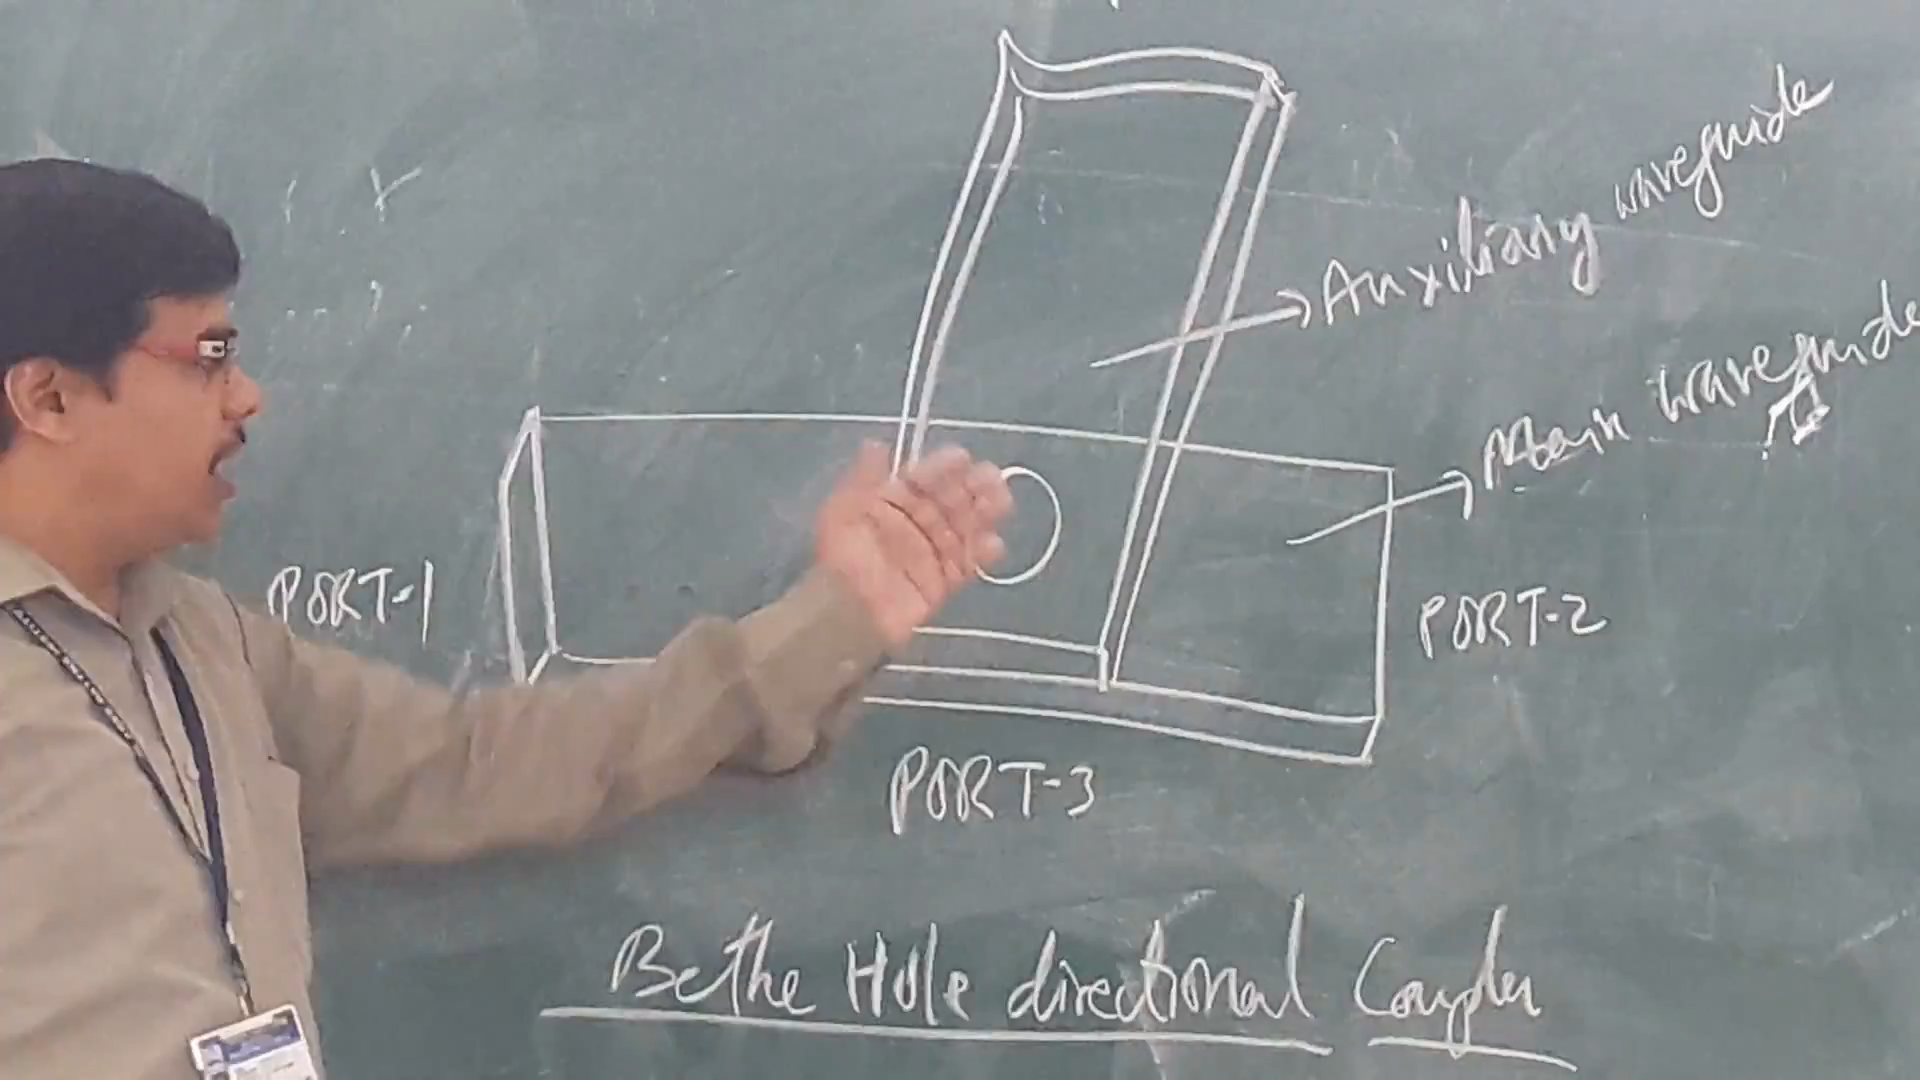 Auxiliary waveguide
Main waveguide
PORT-1
PORT-2
PORT-3
Bethe Hole directional Coupler